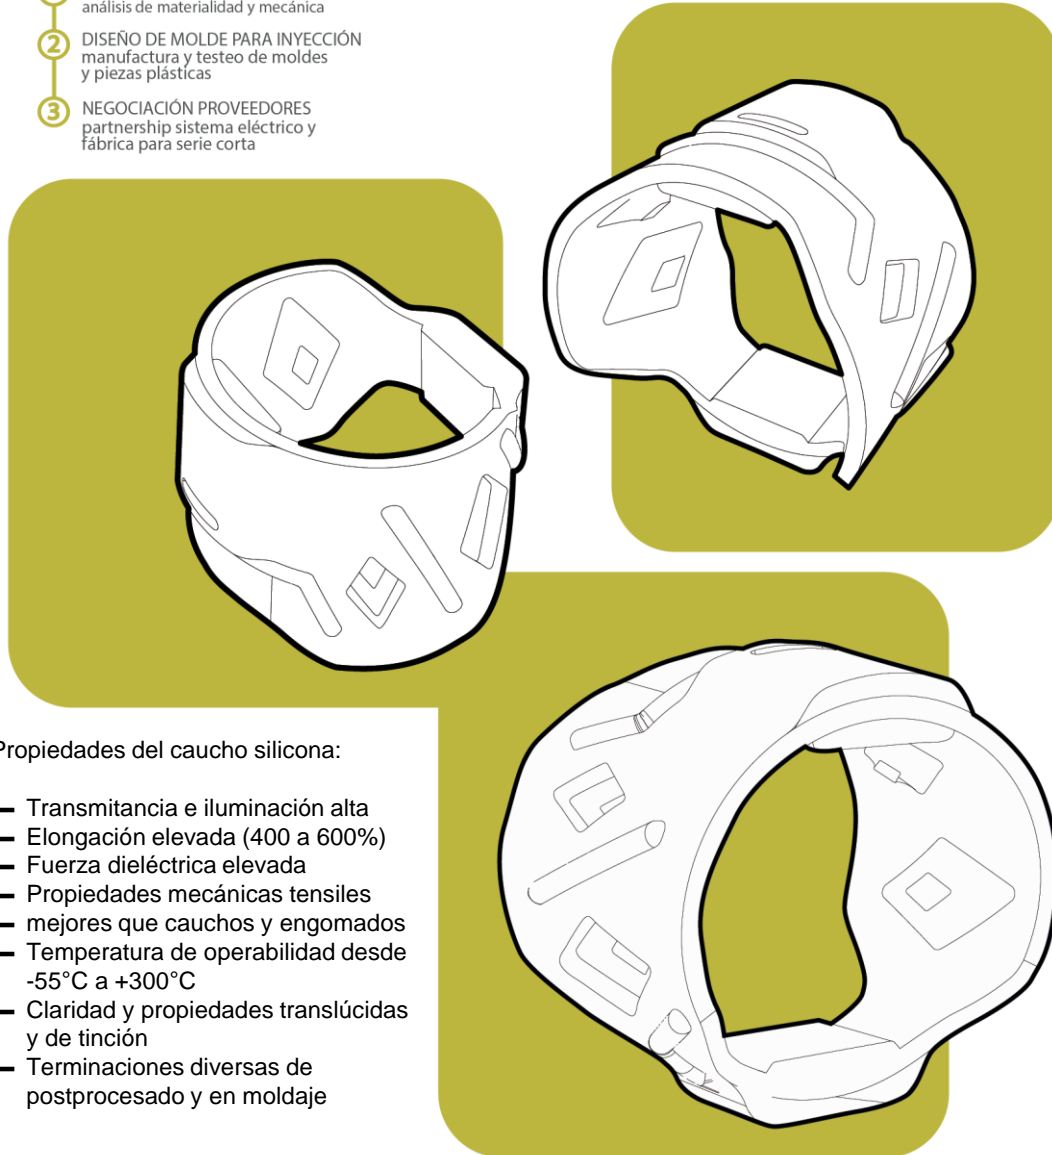 análisis de materialidad y mecánica
2 DISEÑO DE MOLDE PARA INYECCIÓN
manufactura y testeo de moldes
y piezas plásticas
3 NEGOCIACIÓN PROVEEDORES
partnership sistema eléctrico y
fábrica para serie corta
Propiedades del caucho silicona:
Transmitancia e iluminación alta
Elongación elevada (400 a 600%)
Fuerza dieléctrica elevada
Propiedades mecánicas tensiles
mejores que cauchos y engomados
Temperatura de operabilidad desde
-55°C a +300°C
Claridad y propiedades translúcidas
y de tinción
Terminaciones diversas de
postprocesado y en moldaje